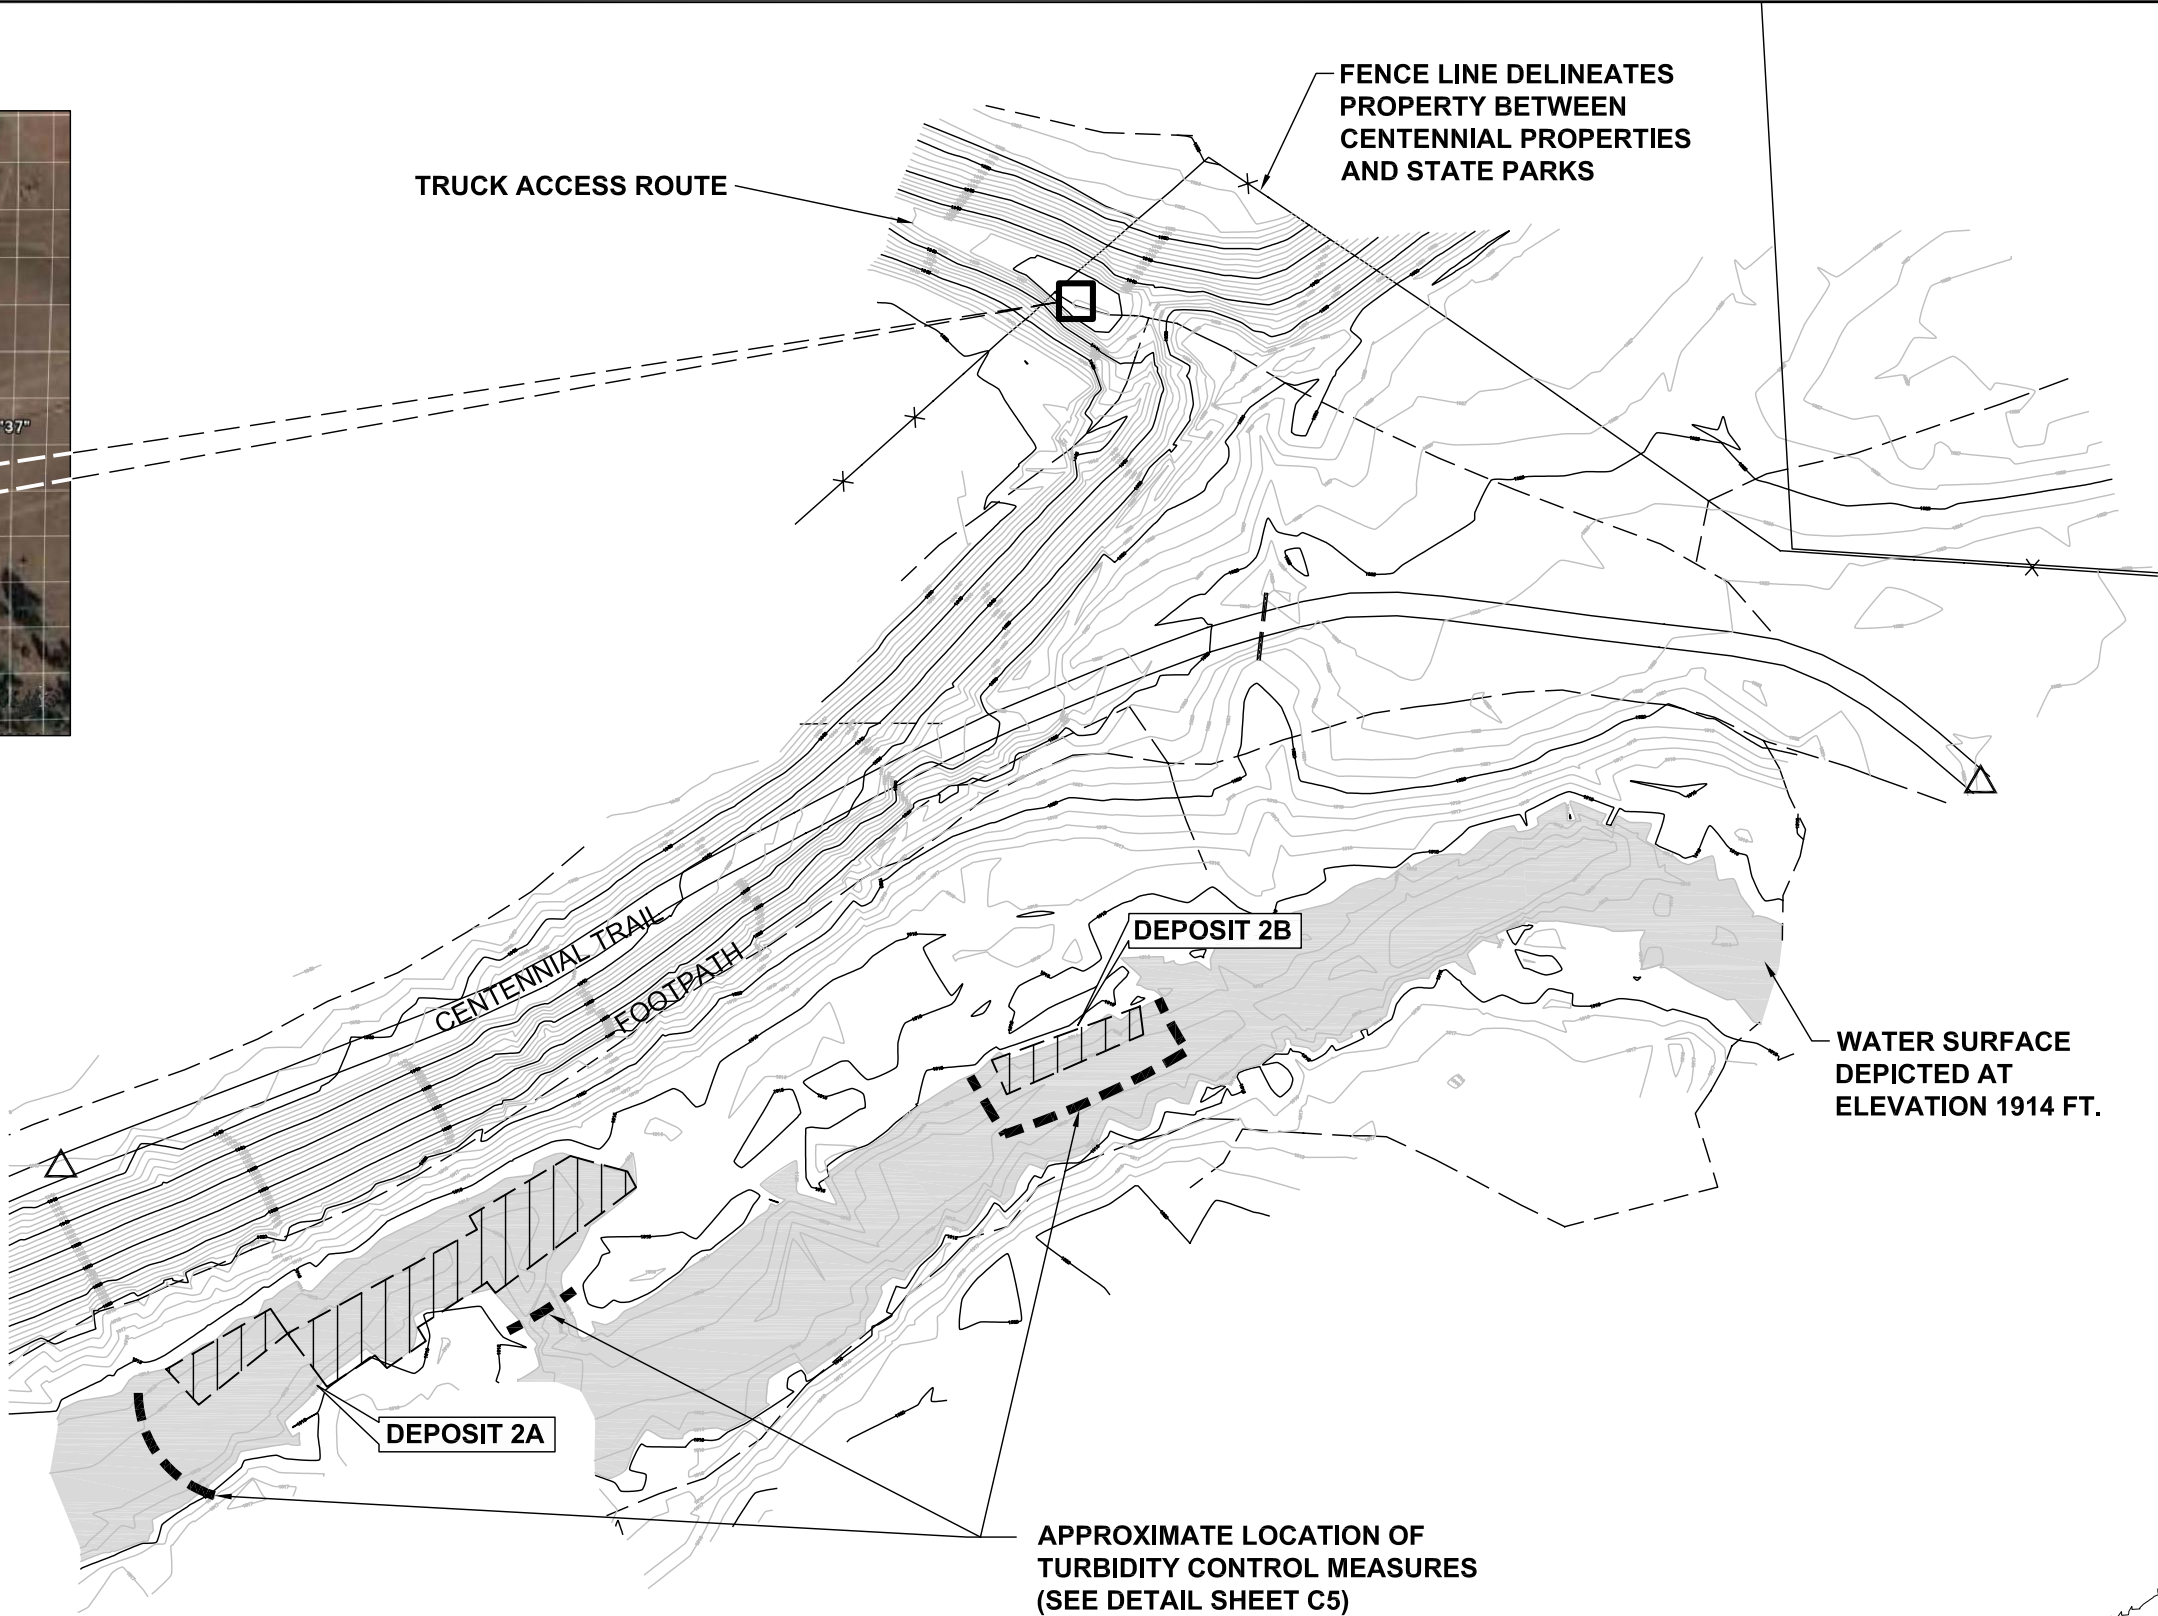 FENCE LINE DELINEATES
PROPERTY BETWEEN
CENTENNIAL PROPERTIES
AND STATE PARKS
TRUCK ACCESS ROUTE
'37"
CENTENNIAL TRAIL
FOOTPATH
DEPOSIT 2B
WATER SURFACE
DEPICTED AT
ELEVATION 1914 FT.
DEPOSIT 2A
APPROXIMATE LOCATION OF
TURBIDITY CONTROL MEASURES
(SEE DETAIL SHEET C5)